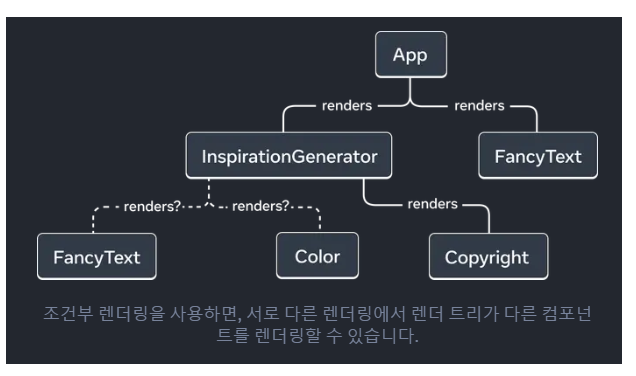 App
renders renders
InspirationGenerator FancyText
renders? renders? renders
FancyText Color Copyright
조건부 렌더링을 사용하면, 서로 다른 렌더링에서 렌더 트리가 다른 컴포넌
트를 렌더링할 수 있습니다.